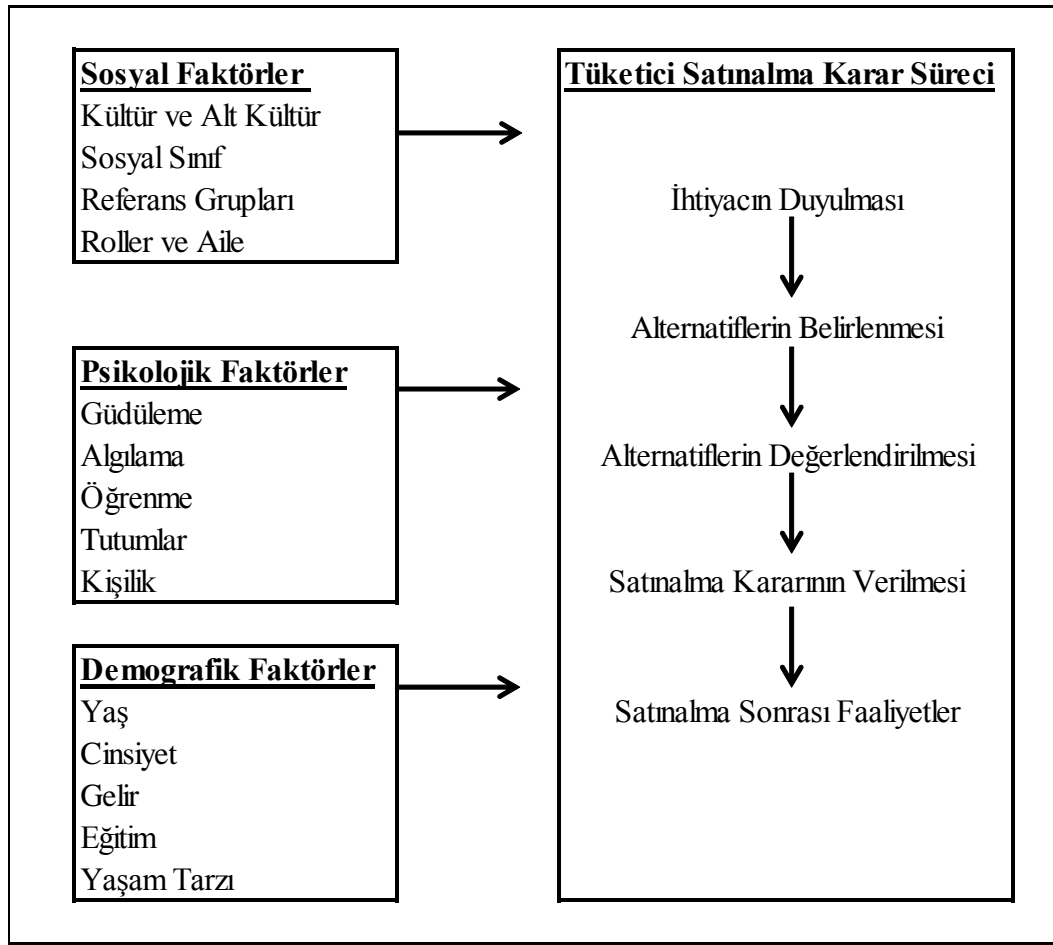 Sosyal Faktörler
Kültür ve Alt Kültür
Sosyal Sınıf
Referans Grupları
Roller ve Aile
Psikolojik Faktörler
Güdüleme
Algılama
Öğrenme
Tutumlar
Kişilik
Demografik Faktörler
Yaş
Cinsiyet
Gelir
Eğitim
Yaşam Tarzı
Tüketici Satınalma Karar Süreci
İhtiyacın Duyulması
Alternatiflerin Belirlenmesi
Alternatiflerin Değerlendirilmesi
Satınalma Kararının Verilmesi
Satınalma Sonrası Faaliyetler